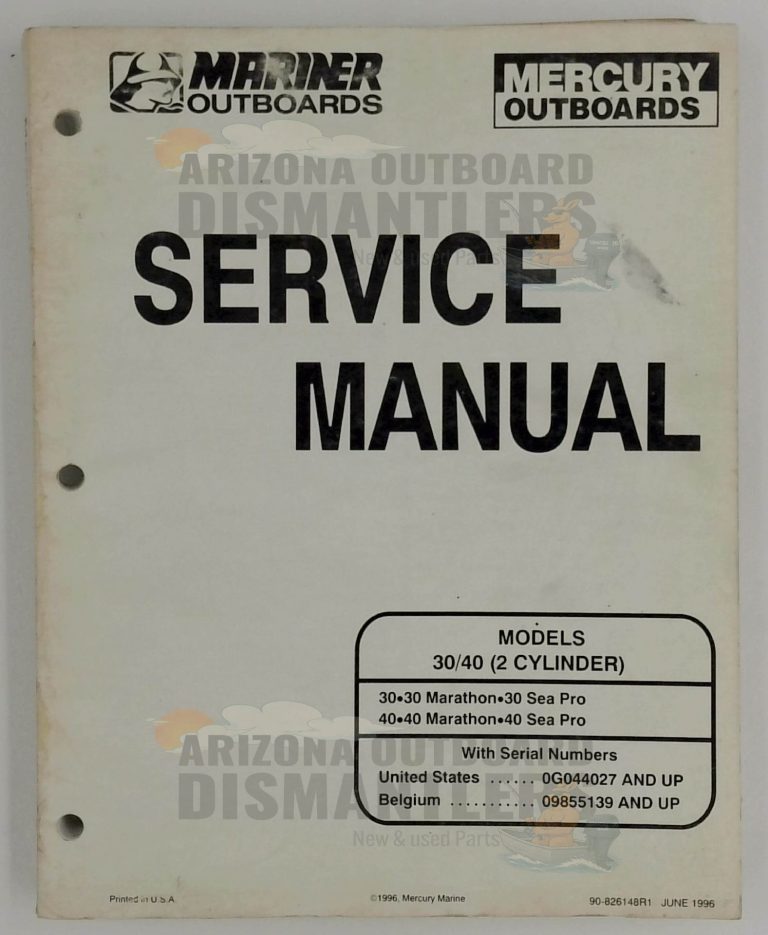 MARINER
OUTBOARDS
MERCURY
OUTBOARDS
ARIZONA OUTBOARD
DISMANTLERS
New & used Parts
SERVICE
MANUAL
MODELS
30/40 (2 CYLINDER)
30•30 Marathon•30 Sea Pro
40•40 Marathon•40 Sea Pro
With Serial Numbers
United States ...... 0G044027 AND UP
Belgium ........... 09855139 AND UP
ARIZONA OUTBOARD
DISMANTLERS
New & used Parts
Printed in U.S.A.
©1996, Mercury Marine
90-826148R1 JUNE 1996